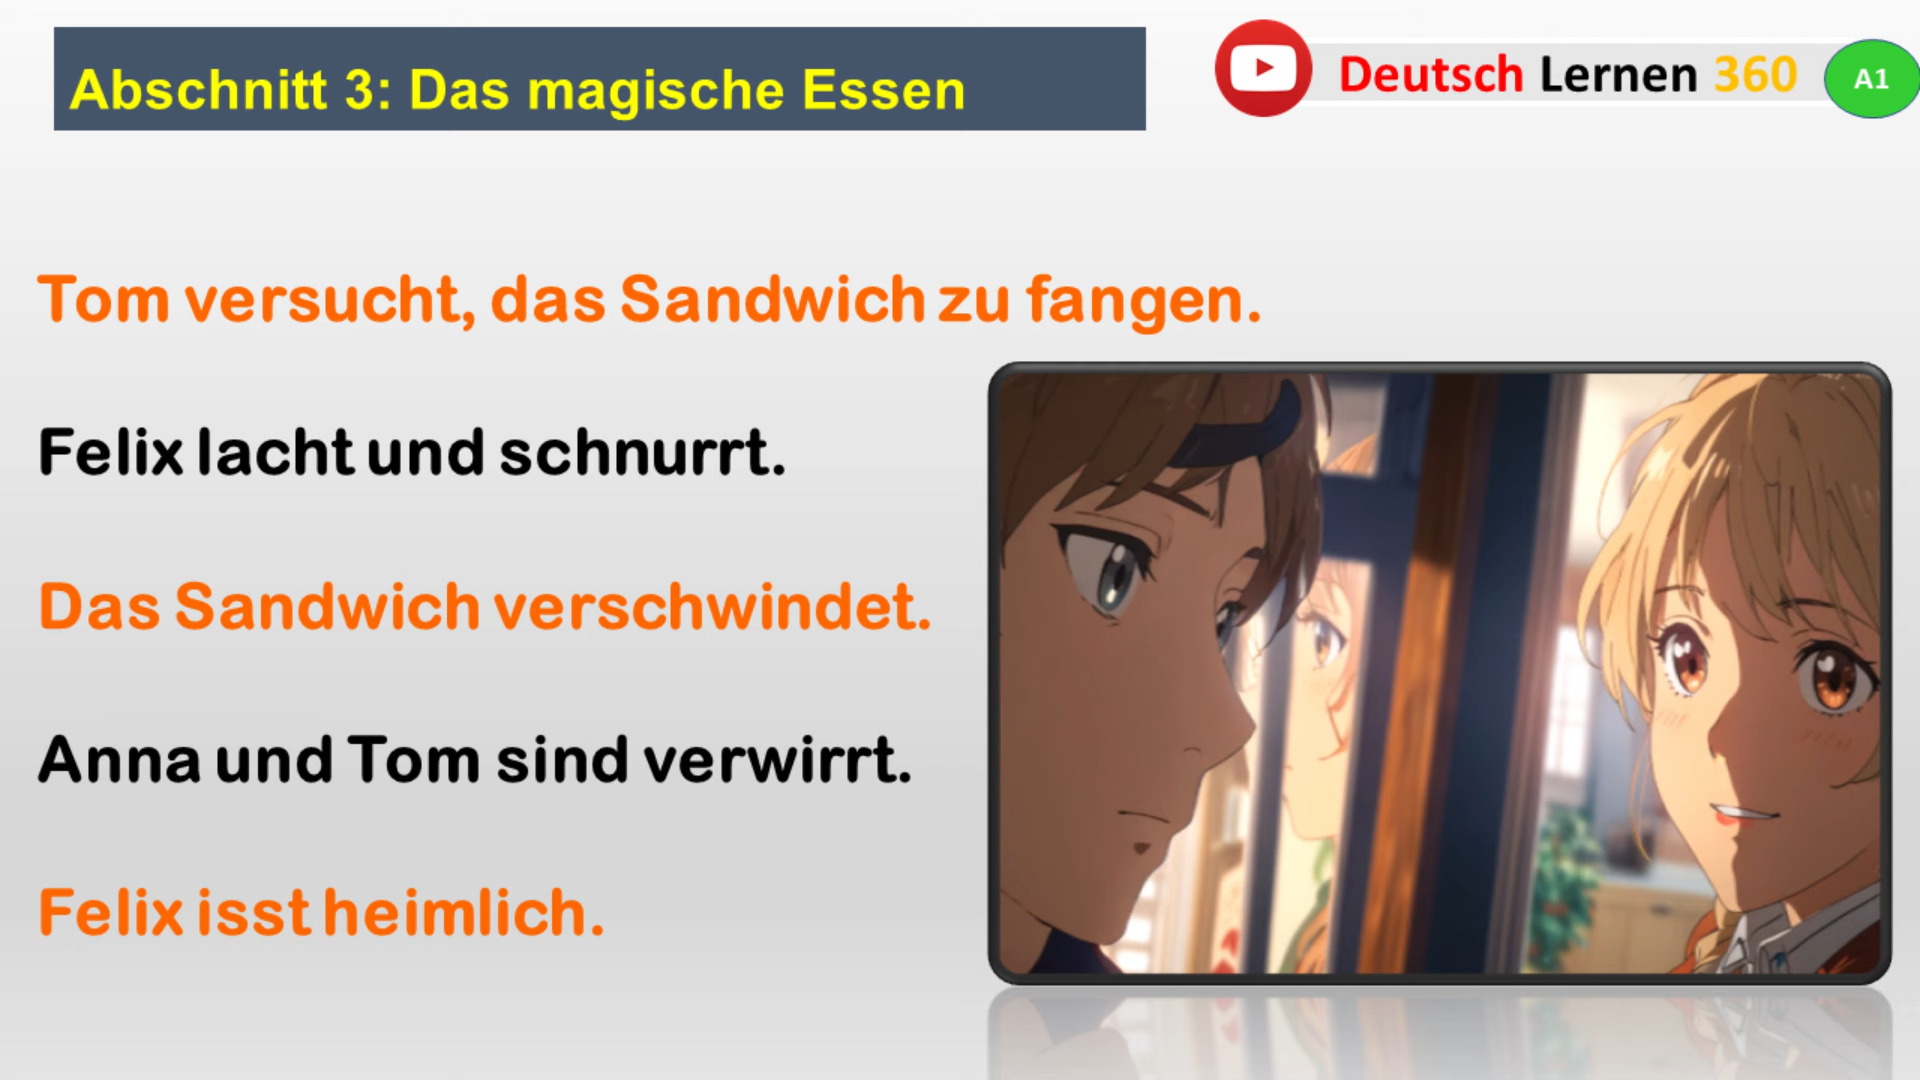 Abschnitt 3: Das magische Essen
Deutsch Lernen 360
A1
Tom versucht, das Sandwich zu fangen.
Felix lacht und schnurrt.
Das Sandwich verschwindet.
Anna und Tom sind verwirrt.
Felix isst heimlich.